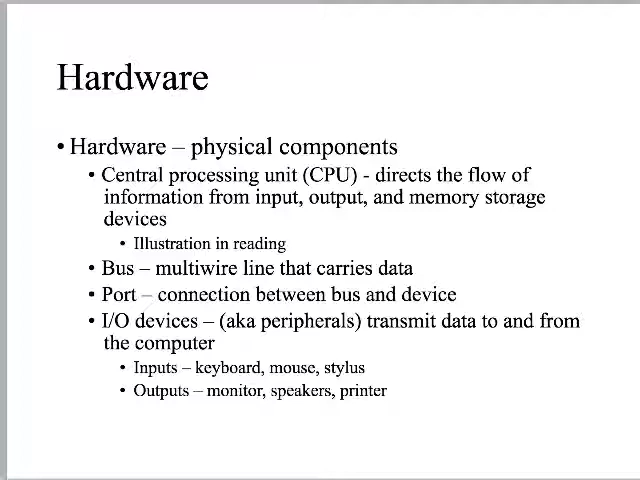 Hardware
• Hardware – physical components
• Central processing unit (CPU) - directs the flow of
information from input, output, and memory storage
devices
• Illustration in reading
• Bus – multiwire line that carries data
• Port – connection between bus and device
• I/O devices – (aka peripherals) transmit data to and from
the computer
• Inputs – keyboard, mouse, stylus
• Outputs – monitor, speakers, printer